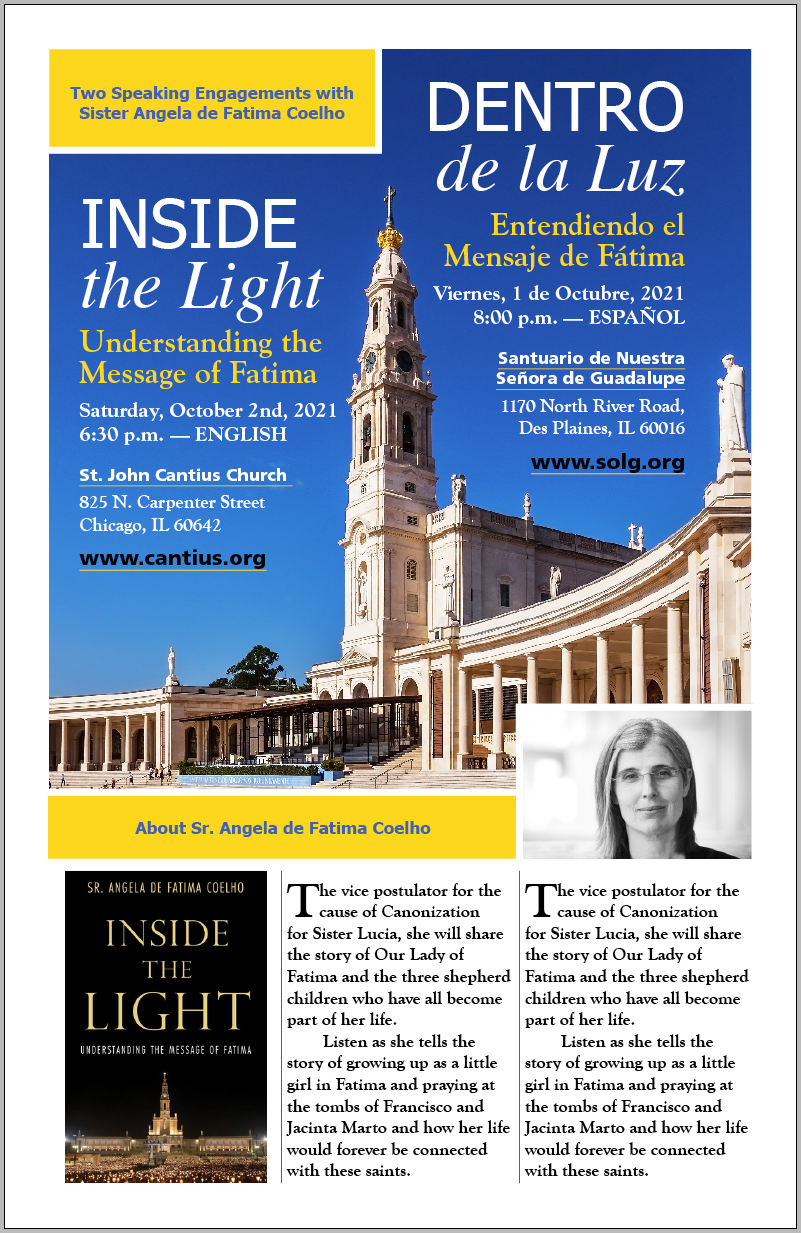 Two Speaking Engagements with
Sister Angela de Fatima Coelho
INSIDE
the Light
Understanding the
Message of Fatima
Saturday, October 2nd, 2021
6:30 p.m. — ENGLISH
St. John Cantius Church
825 N. Carpenter Street
Chicago, IL 60642
www.cantius.org
DENTRO
de la Luz
Entendiendo el
Mensaje de Fátima
Viernes, 1 de Octubre, 2021
8:00 p.m. — ESPAÑOL
Santuario de Nuestra
Señora de Guadalupe
1170 North River Road,
Des Plaines, IL 60016
www.solg.org
About Sr. Angela de Fatima Coelho
SR. ANGELA DE FATIMA COELHO
INSIDE
THE
LIGHT
UNDERSTANDING THE MESSAGE OF FATIMA
The vice postulator for the
cause of Canonization
for Sister Lucia, she will share
the story of Our Lady of
Fatima and the three shepherd
children who have all become
part of her life.
Listen as she tells the
story of growing up as a little
girl in Fatima and praying at
the tombs of Francisco and
Jacinta Marto and how her life
would forever be connected
with these saints.
The vice postulator for the
cause of Canonization
for Sister Lucia, she will share
the story of Our Lady of
Fatima and the three shepherd
children who have all become
part of her life.
Listen as she tells the
story of growing up as a little
girl in Fatima and praying at
the tombs of Francisco and
Jacinta Marto and how her life
would forever be connected
with these saints.